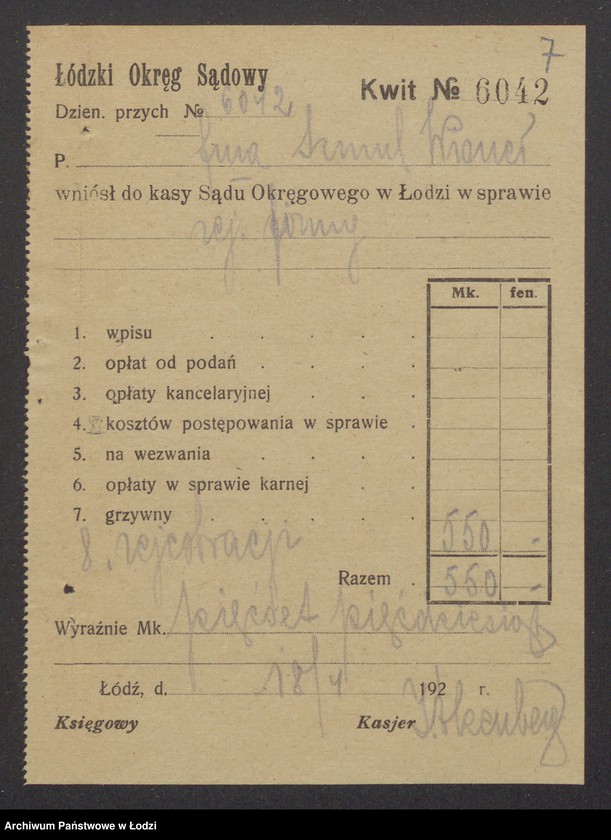 7
Łódzki Okręg Sądowy
Kwit № 6042
Dzien. przych № 6042
P. firma Szmul
wniósł do kasy Sądu Okręgowego w Łodzi w sprawie
rej. firmy
Mk. fen.
1. wpisu . . . . .
2. opłat od podań . . . .
3. opłaty kancelaryjnej . . .
4. kosztów postępowania w sprawie .
5. na wezwania . . . .
6. opłaty w sprawie karnej . .
7. grzywny . . . . .
8. rejestracji 550 -
Razem . 550 -
Wyraźnie Mk. pięćset pięćdziesiąt
Łódź, d. 18/4 192 r.
Księgowy Kasjer
Archiwum Państwowe w Łodzi